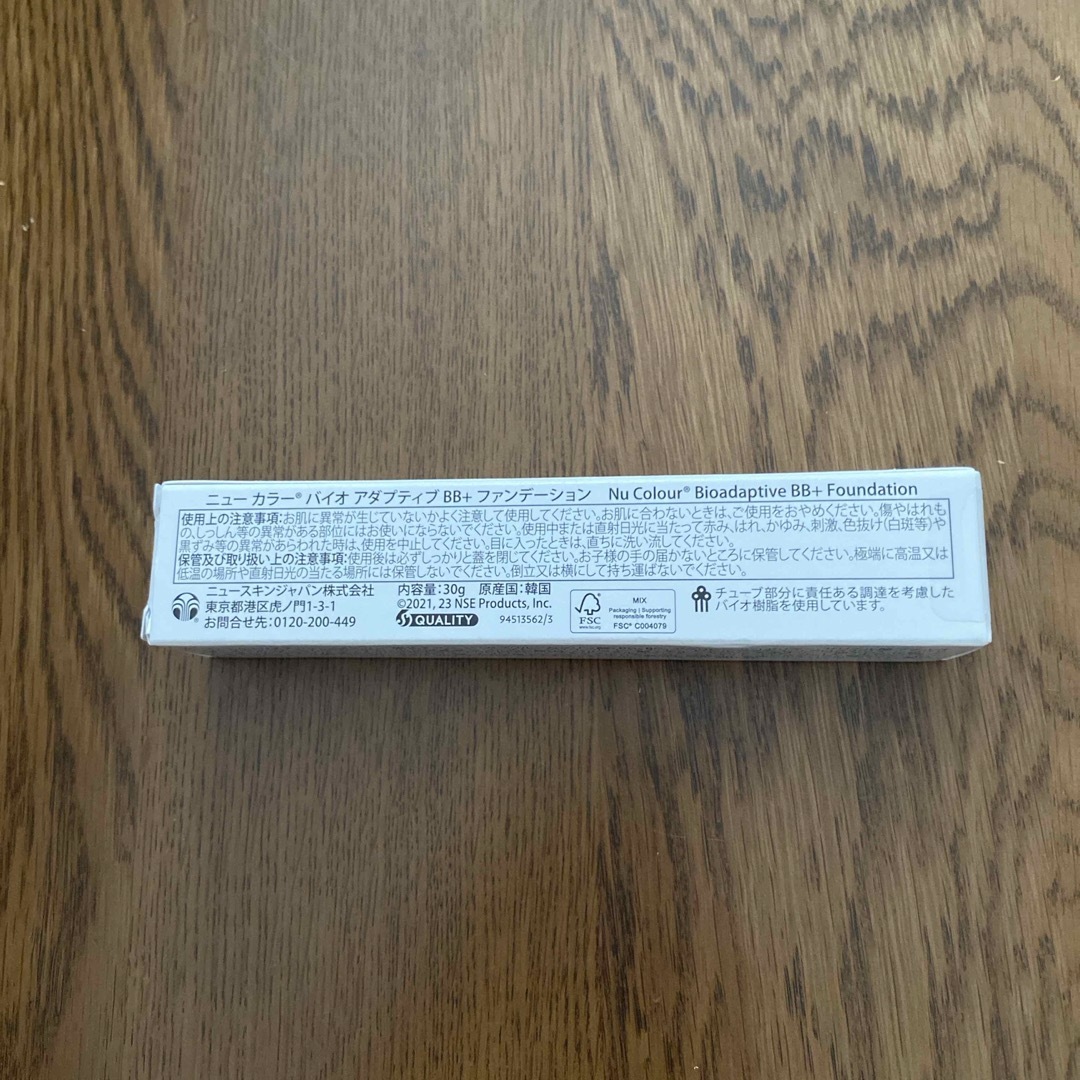 ニュー カラー® バイオ アダプティブ BB+ ファンデーション Nu Colour® Bioadaptive BB+ Foundation
使用上の注意事項:お肌に異常が生じていないかよく注意して使用してください。お肌に合わないときは、ご使用をおやめください。傷やはれも
の、しっしん等の異常がある部位にはお使いにならないでください。使用中または直射日光に当たって赤み、はれ、かゆみ、刺激、色抜け(白斑等)や
黒ずみ等の異常があらわれた時は、使用を中止してください。目に入ったときは、直ちに洗い流してください。
保管及び取り扱い上の注意事項:使用後は必ずしっかりと蓋を閉してください。お子様の手の届かないところに保管してください。極端に高温又は
低温の場所や直射日光の当たる場所には保管しないでください。倒立又は横にして持ち運ばないでください。
ニュースキンジャパン株式会社
東京都港区虎ノ門1-3-1
お問合せ先:0120-200-449
内容量:30g 原産国:韓国
©2021, 23 NSE Products, Inc.
6S QUALITY 94513562/3
FSC
www.fsc.org
MIX
Packaging | Supporting
responsible forestry
FSC® C004079
チューブ部分に責任ある調達を考慮した
バイオ樹脂を使用しています。